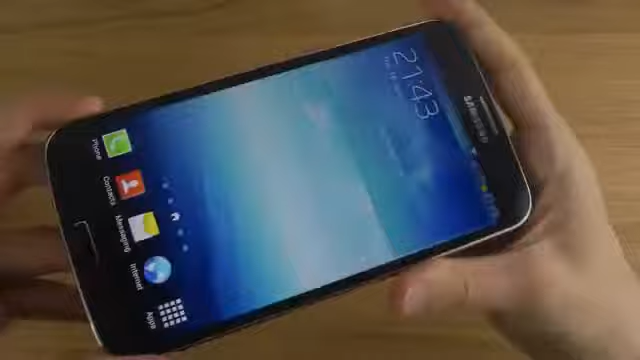 SAMSUNG
21:43
Phone
Contacts
Messaging
Internet
Apps